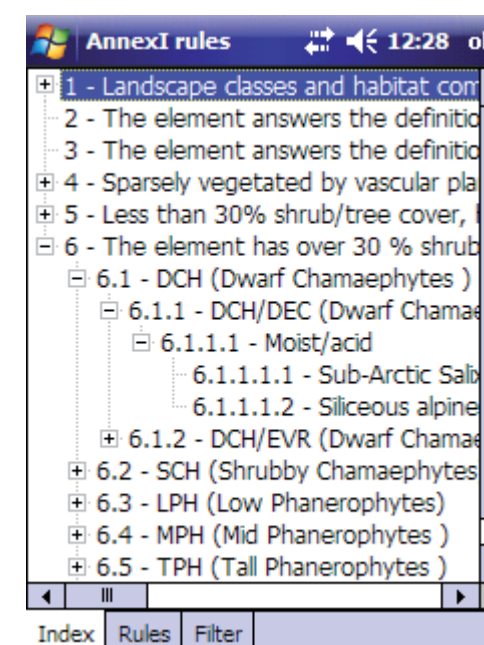 AnnexI rules 12:28 o
1 - Landscape classes and habitat com
2 - The element answers the definitio
3 - The element answers the definitio
4 - Sparsely vegetated by vascular pla
5 - Less than 30% shrub/tree cover,
6 - The element has over 30 % shrub
6.1 - DCH (Dwarf Chamaephytes )
6.1.1 - DCH/DEC (Dwarf Chamae
6.1.1.1 - Moist/acid
6.1.1.1.1 - Sub-Arctic Salix
6.1.1.1.2 - Siliceous alpine
6.1.2 - DCH/EVR (Dwarf Chamae
6.2 - SCH (Shrubby Chamaephytes
6.3 - LPH (Low Phanerophytes)
6.4 - MPH (Mid Phanerophytes )
6.5 - TPH (Tall Phanerophytes )
Index Rules Filter